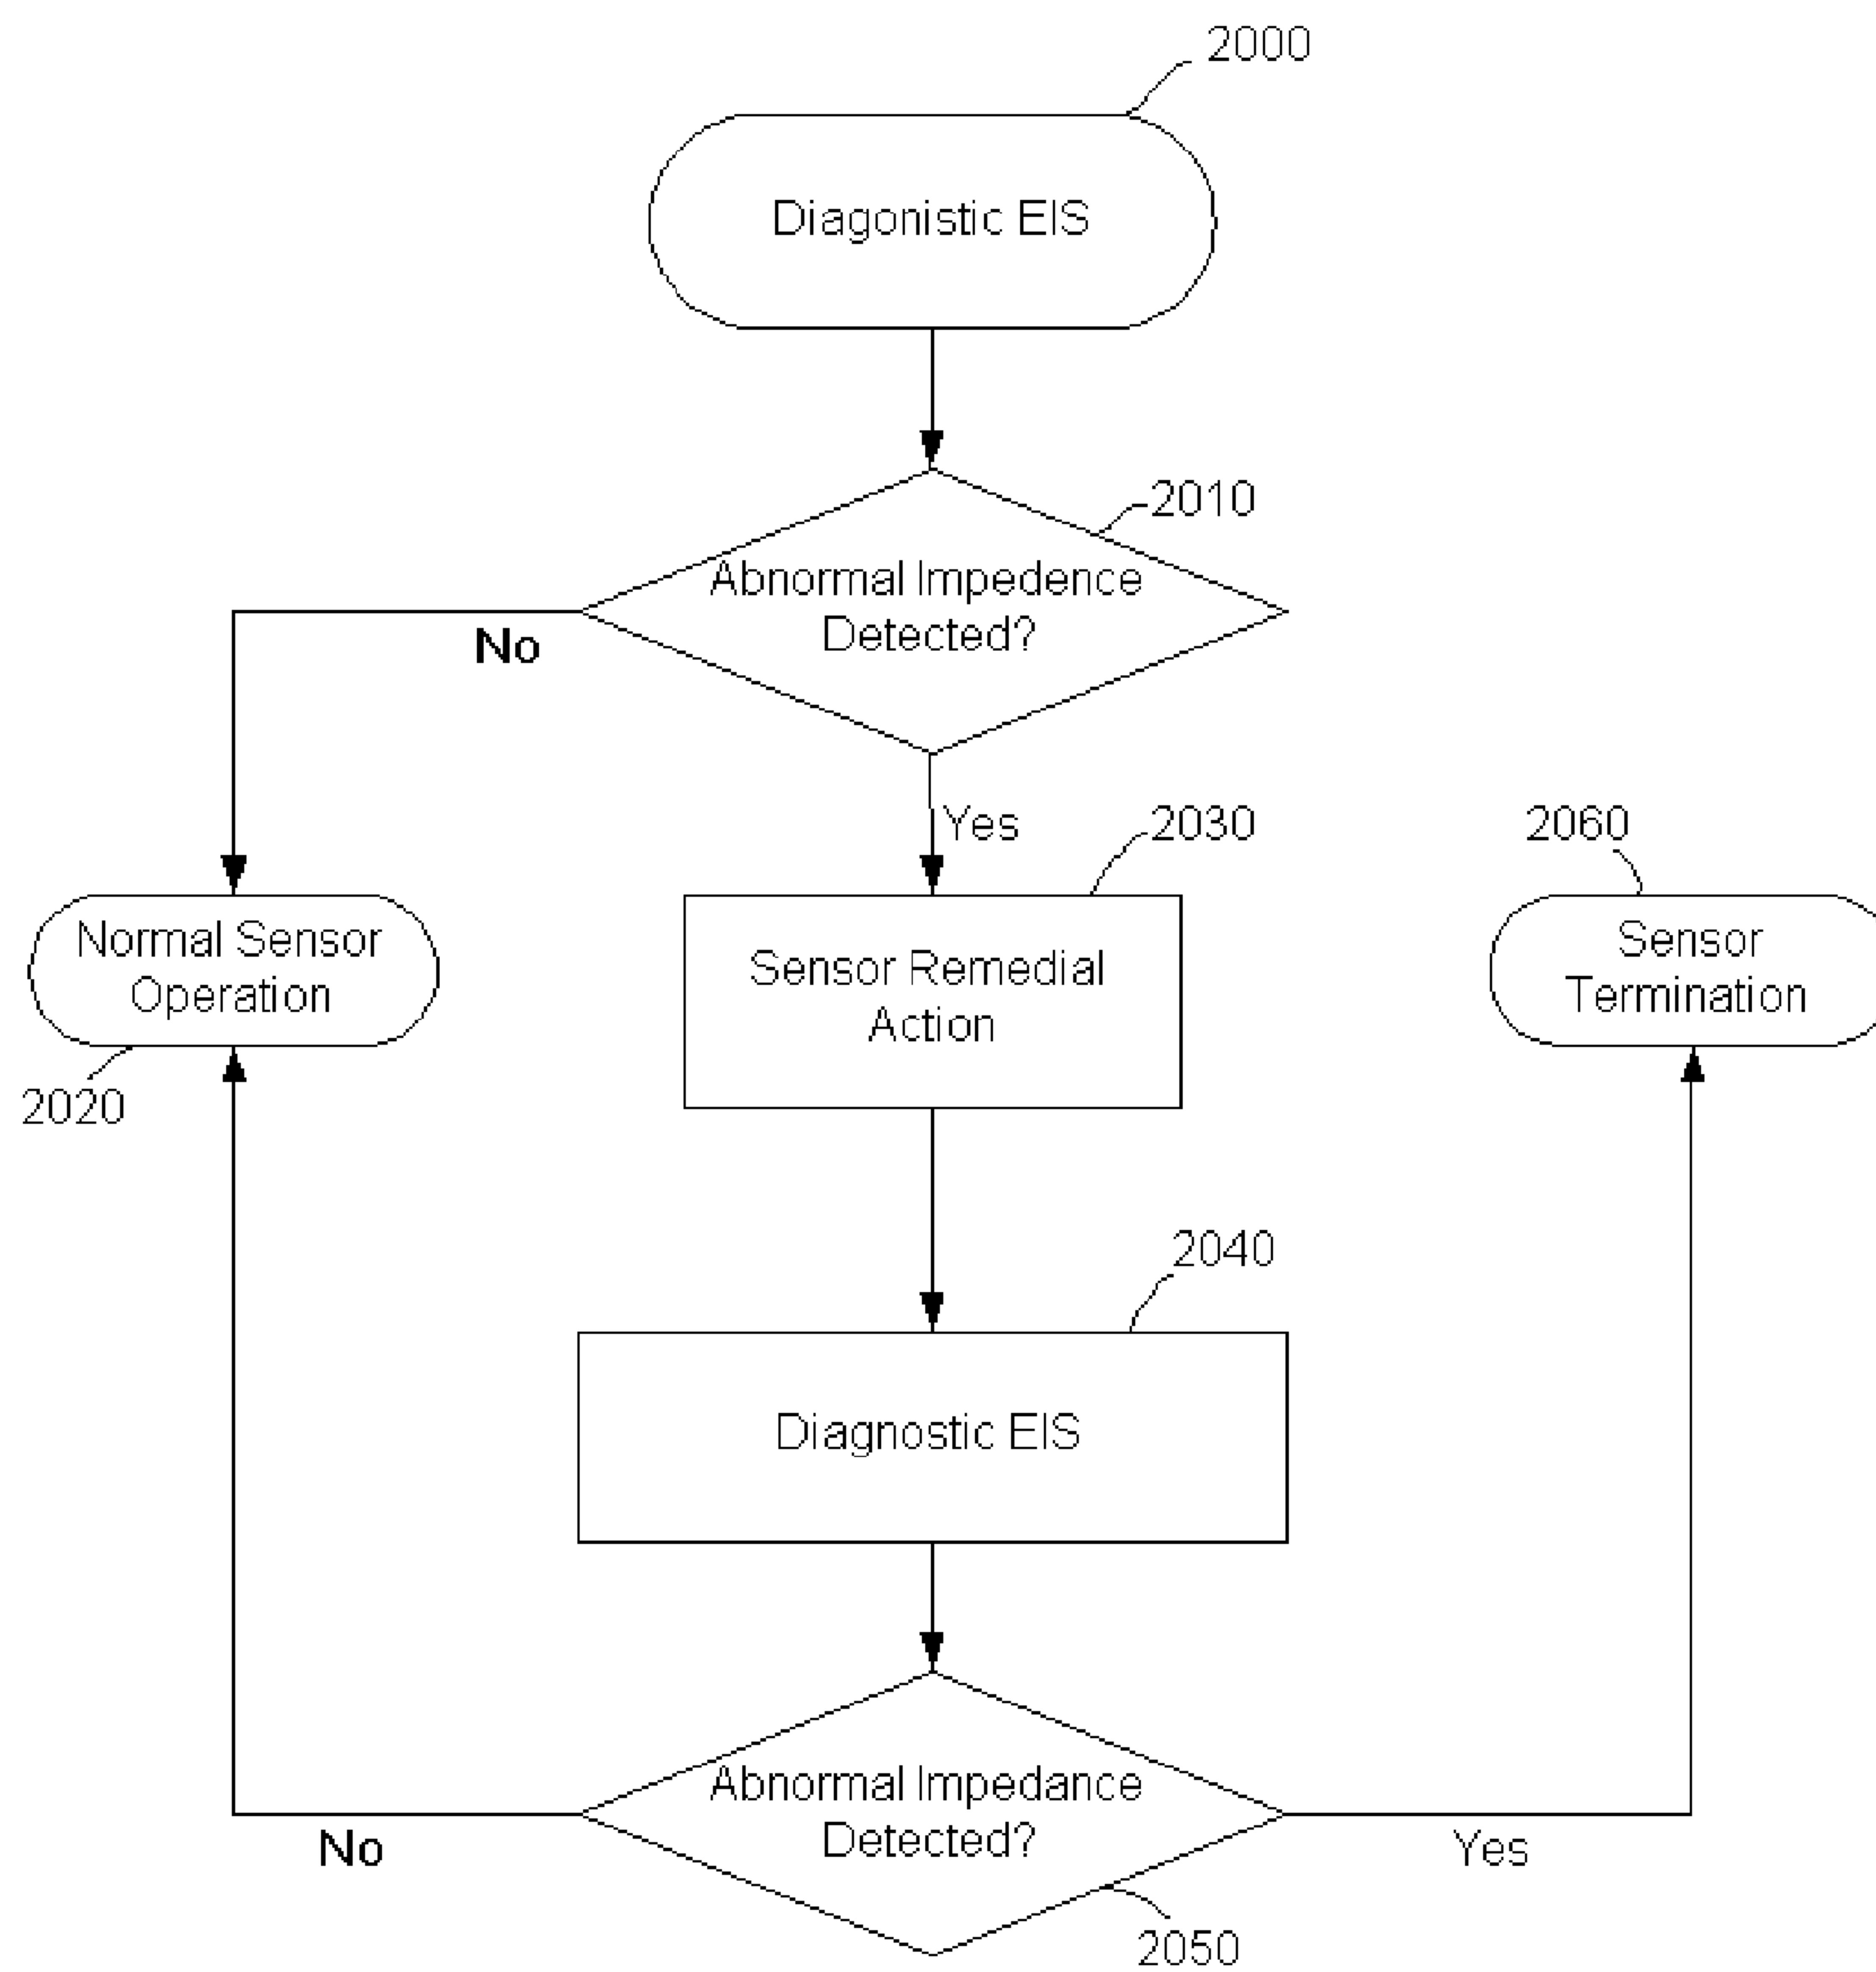 2000
Diagonistic EIS
2010
Abnormal Impedence
Detected?
No
Yes
2030
2060
Normal Sensor
Operation
Sensor Remedial
Action
Sensor
Termination
2020
2040
Diagnostic EIS
Abnormal Impedance
Detected?
No
Yes
2050